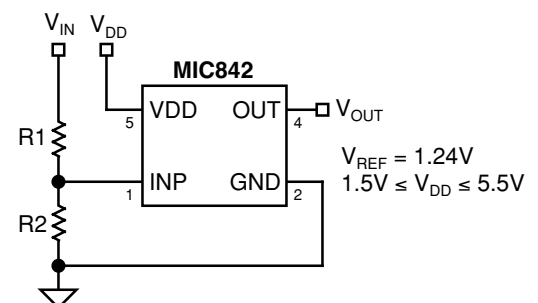 V_IN V_DD
MIC842
VDD OUT V_OUT
5 4
R1
V_REF = 1.24V
INP GND 1.5V ≤ V_DD ≤ 5.5V
1 2
R2